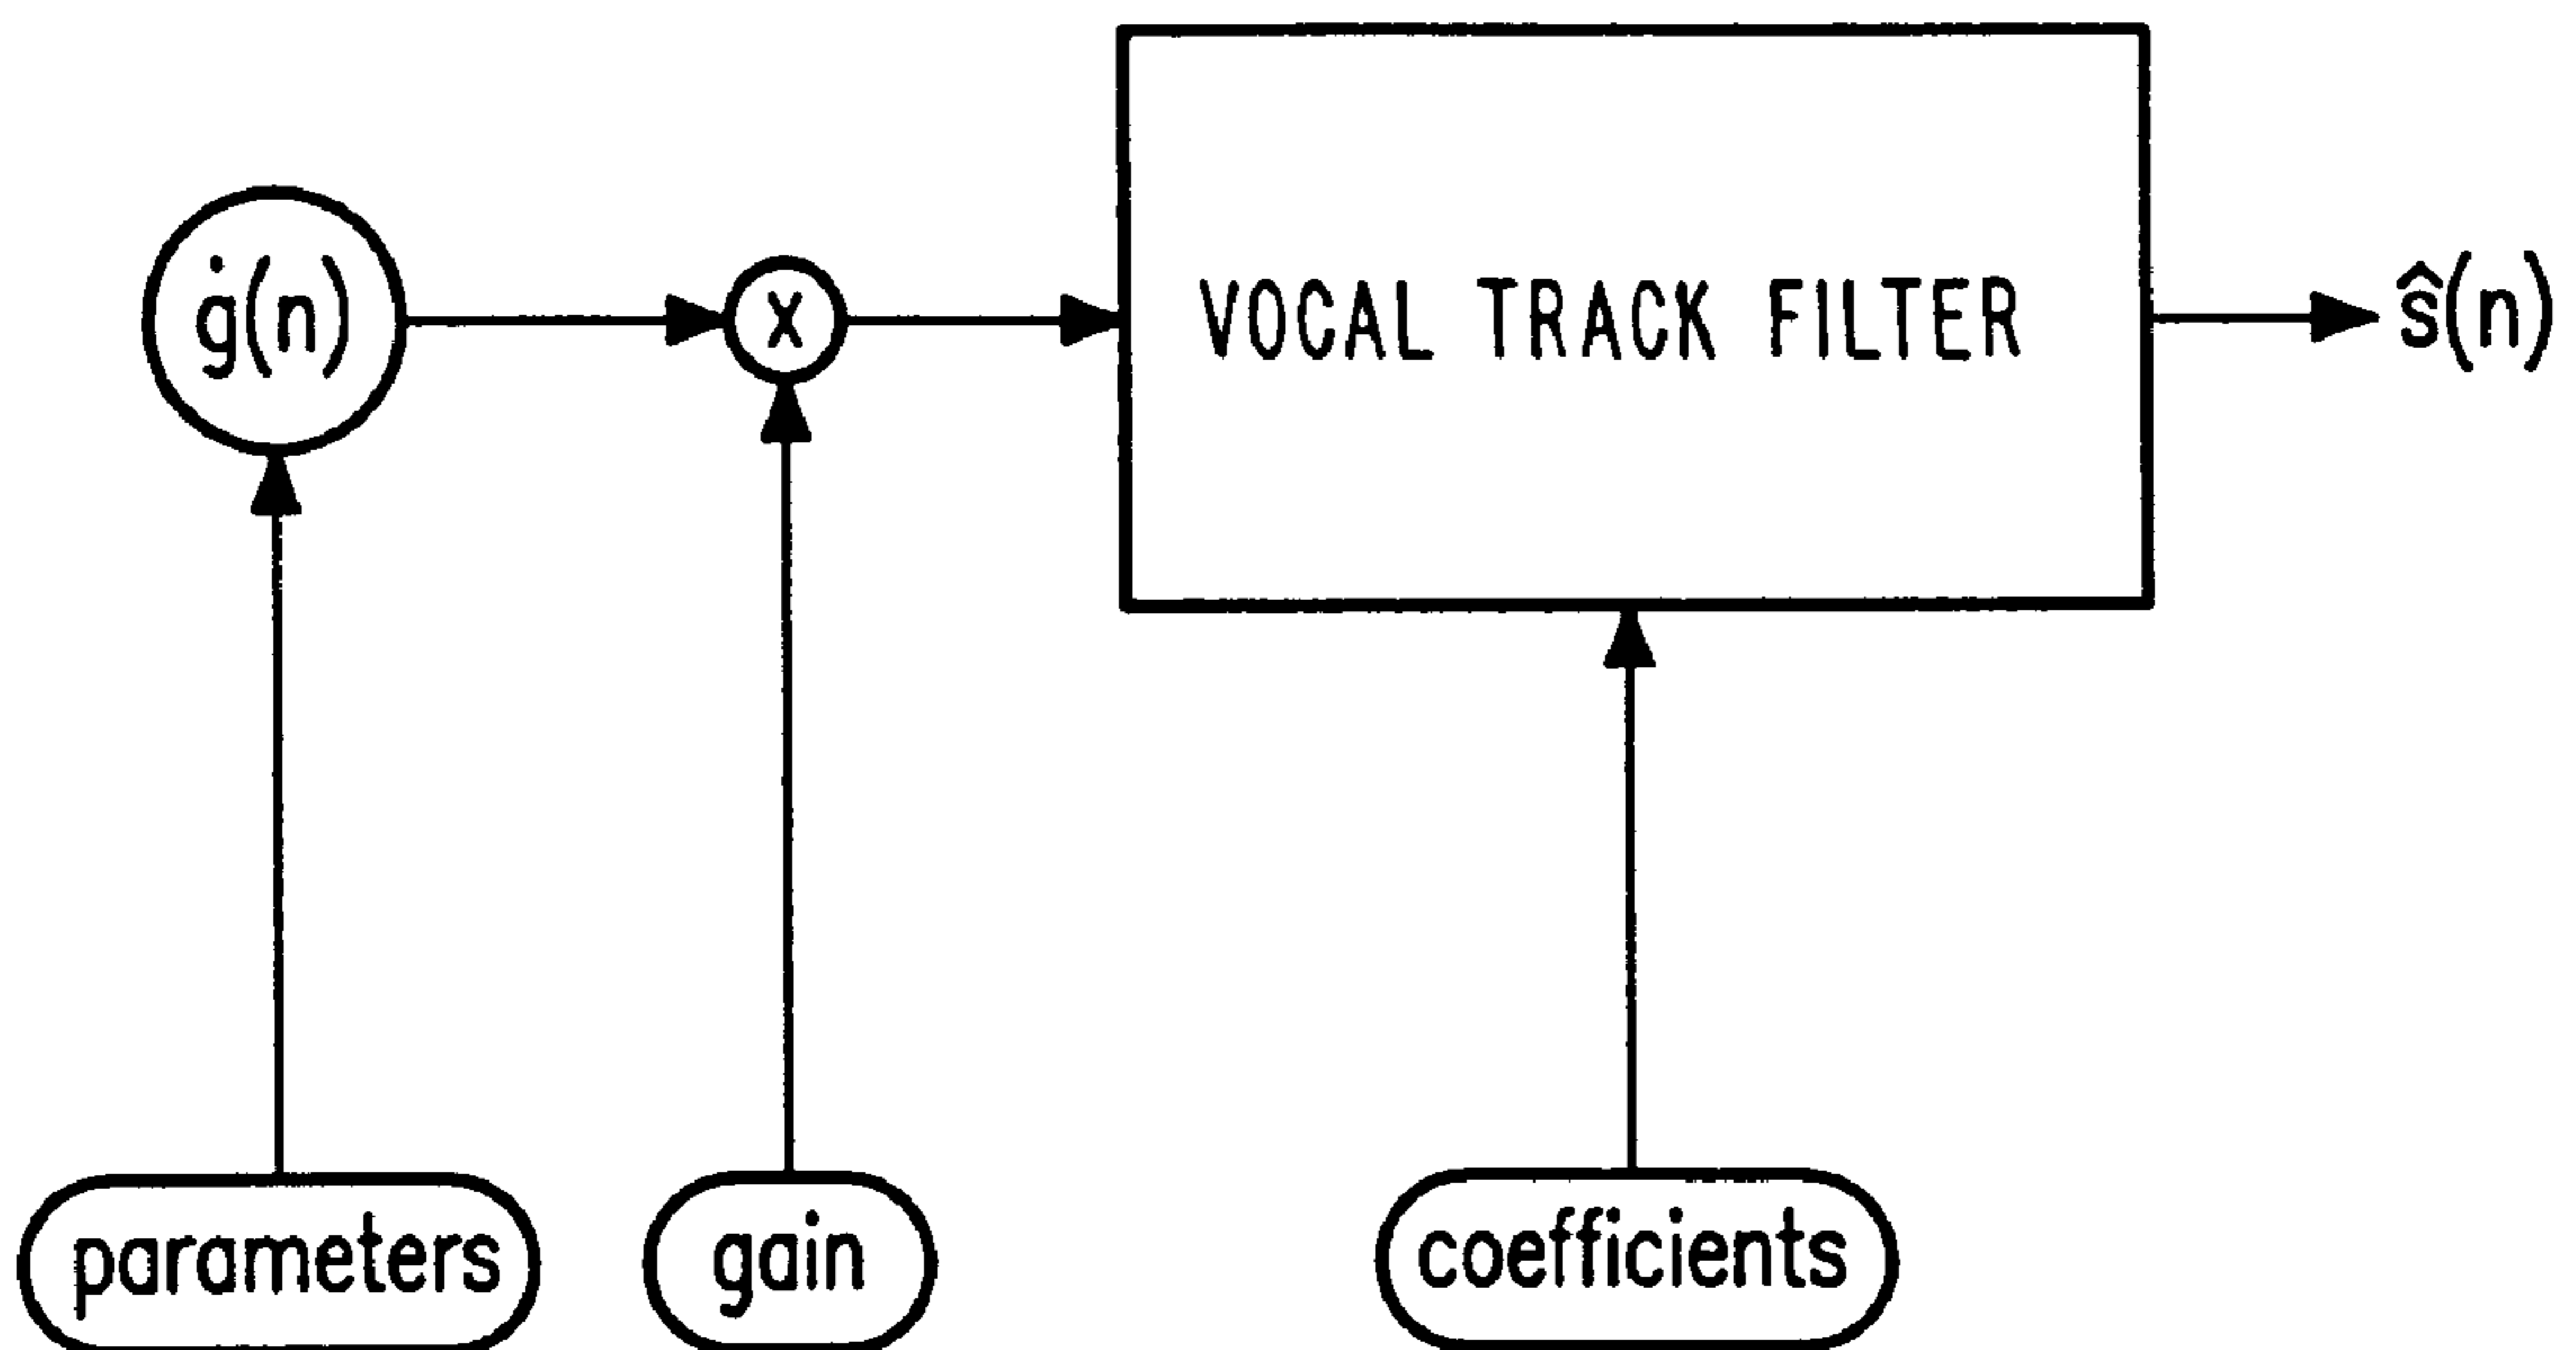 ġ(n)
X
VOCAL TRACK FILTER
ŝ(n)
parameters
gain
coefficients